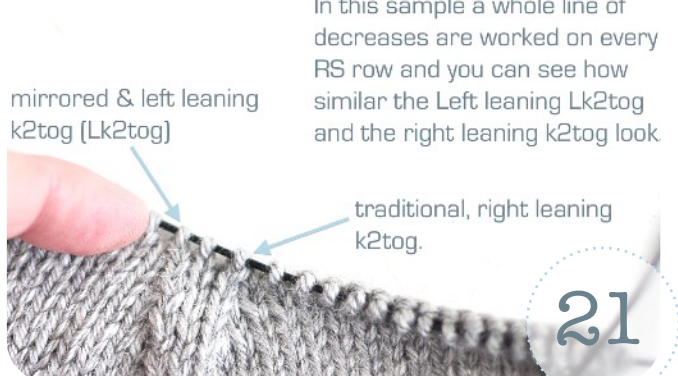 In this sample a whole line of
decreases are worked on every
RS row and you can see how
similar the Left leaning Lk2tog
and the right leaning k2tog look.
mirrored & left leaning
k2tog (Lk2tog)
traditional, right leaning
k2tog.
21